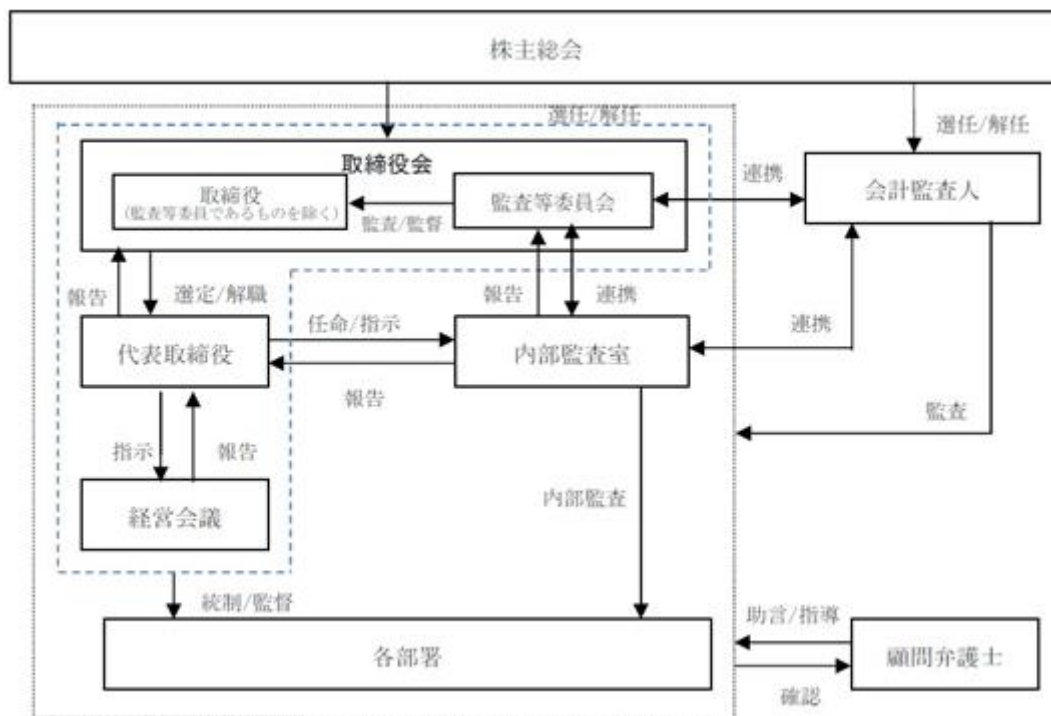 株主総会
選任/解任
選任/解任
取締役会
取締役
(監査等委員であるものを除く)
監査/監督
監査等委員会
連携
会計監査人
報告
選定/解職
報告
連携
代表取締役
任命/指示
内部監査室
連携
報告
監査
指示
報告
経営会議
内部監査
統制/監督
各部署
助言/指導
顧問弁護士
確認